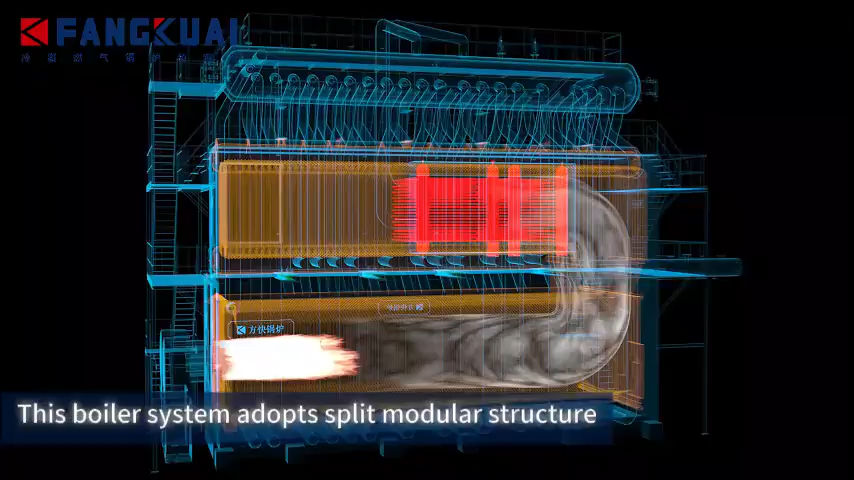 FANGKUAI
方快锅炉
This boiler system adopts split modular structure